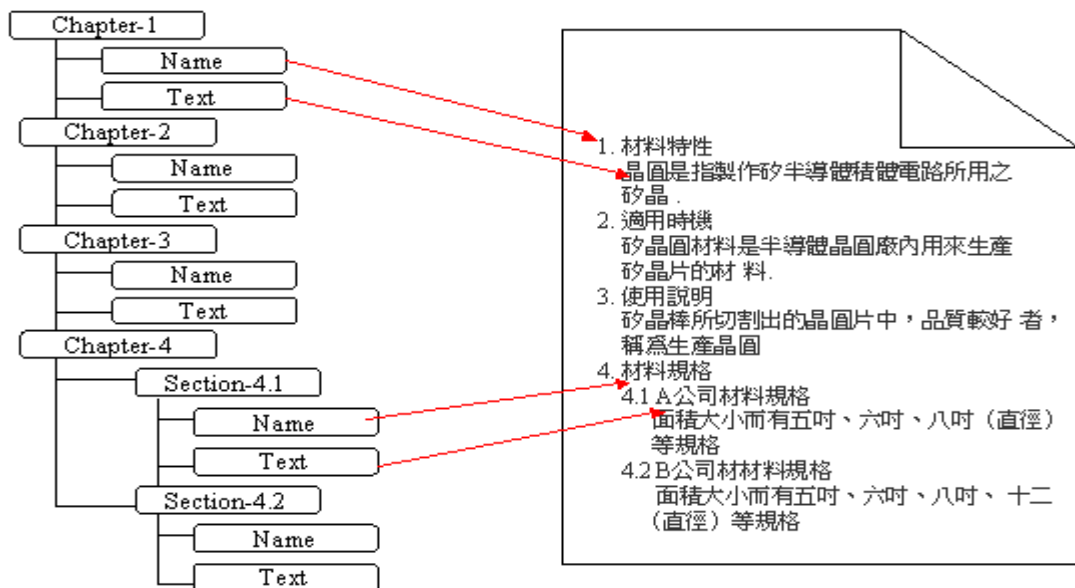 Chapter-1
Name
Text
Chapter-2
Name
Text
Chapter-3
Name
Text
Chapter-4
Section-4.1
Name
Text
Section-4.2
Name
Text
1. 材料特性
晶圓是指製作矽半導體積體電路所用之
矽晶 .
2. 適用時機
矽晶圓材料是半導體晶圓廠內用來生產
矽晶片的材 料.
3. 使用說明
矽晶棒所切割出的晶圓片中，品質較好 者，
稱為生產晶圓
4. 材料規格
4.1 A公司材料規格
面積大小而有五吋、六吋、八吋（直徑）
等規格
4.2 B公司材材料規格
面積大小而有五吋、六吋、八吋、 十二
(直徑）等規格